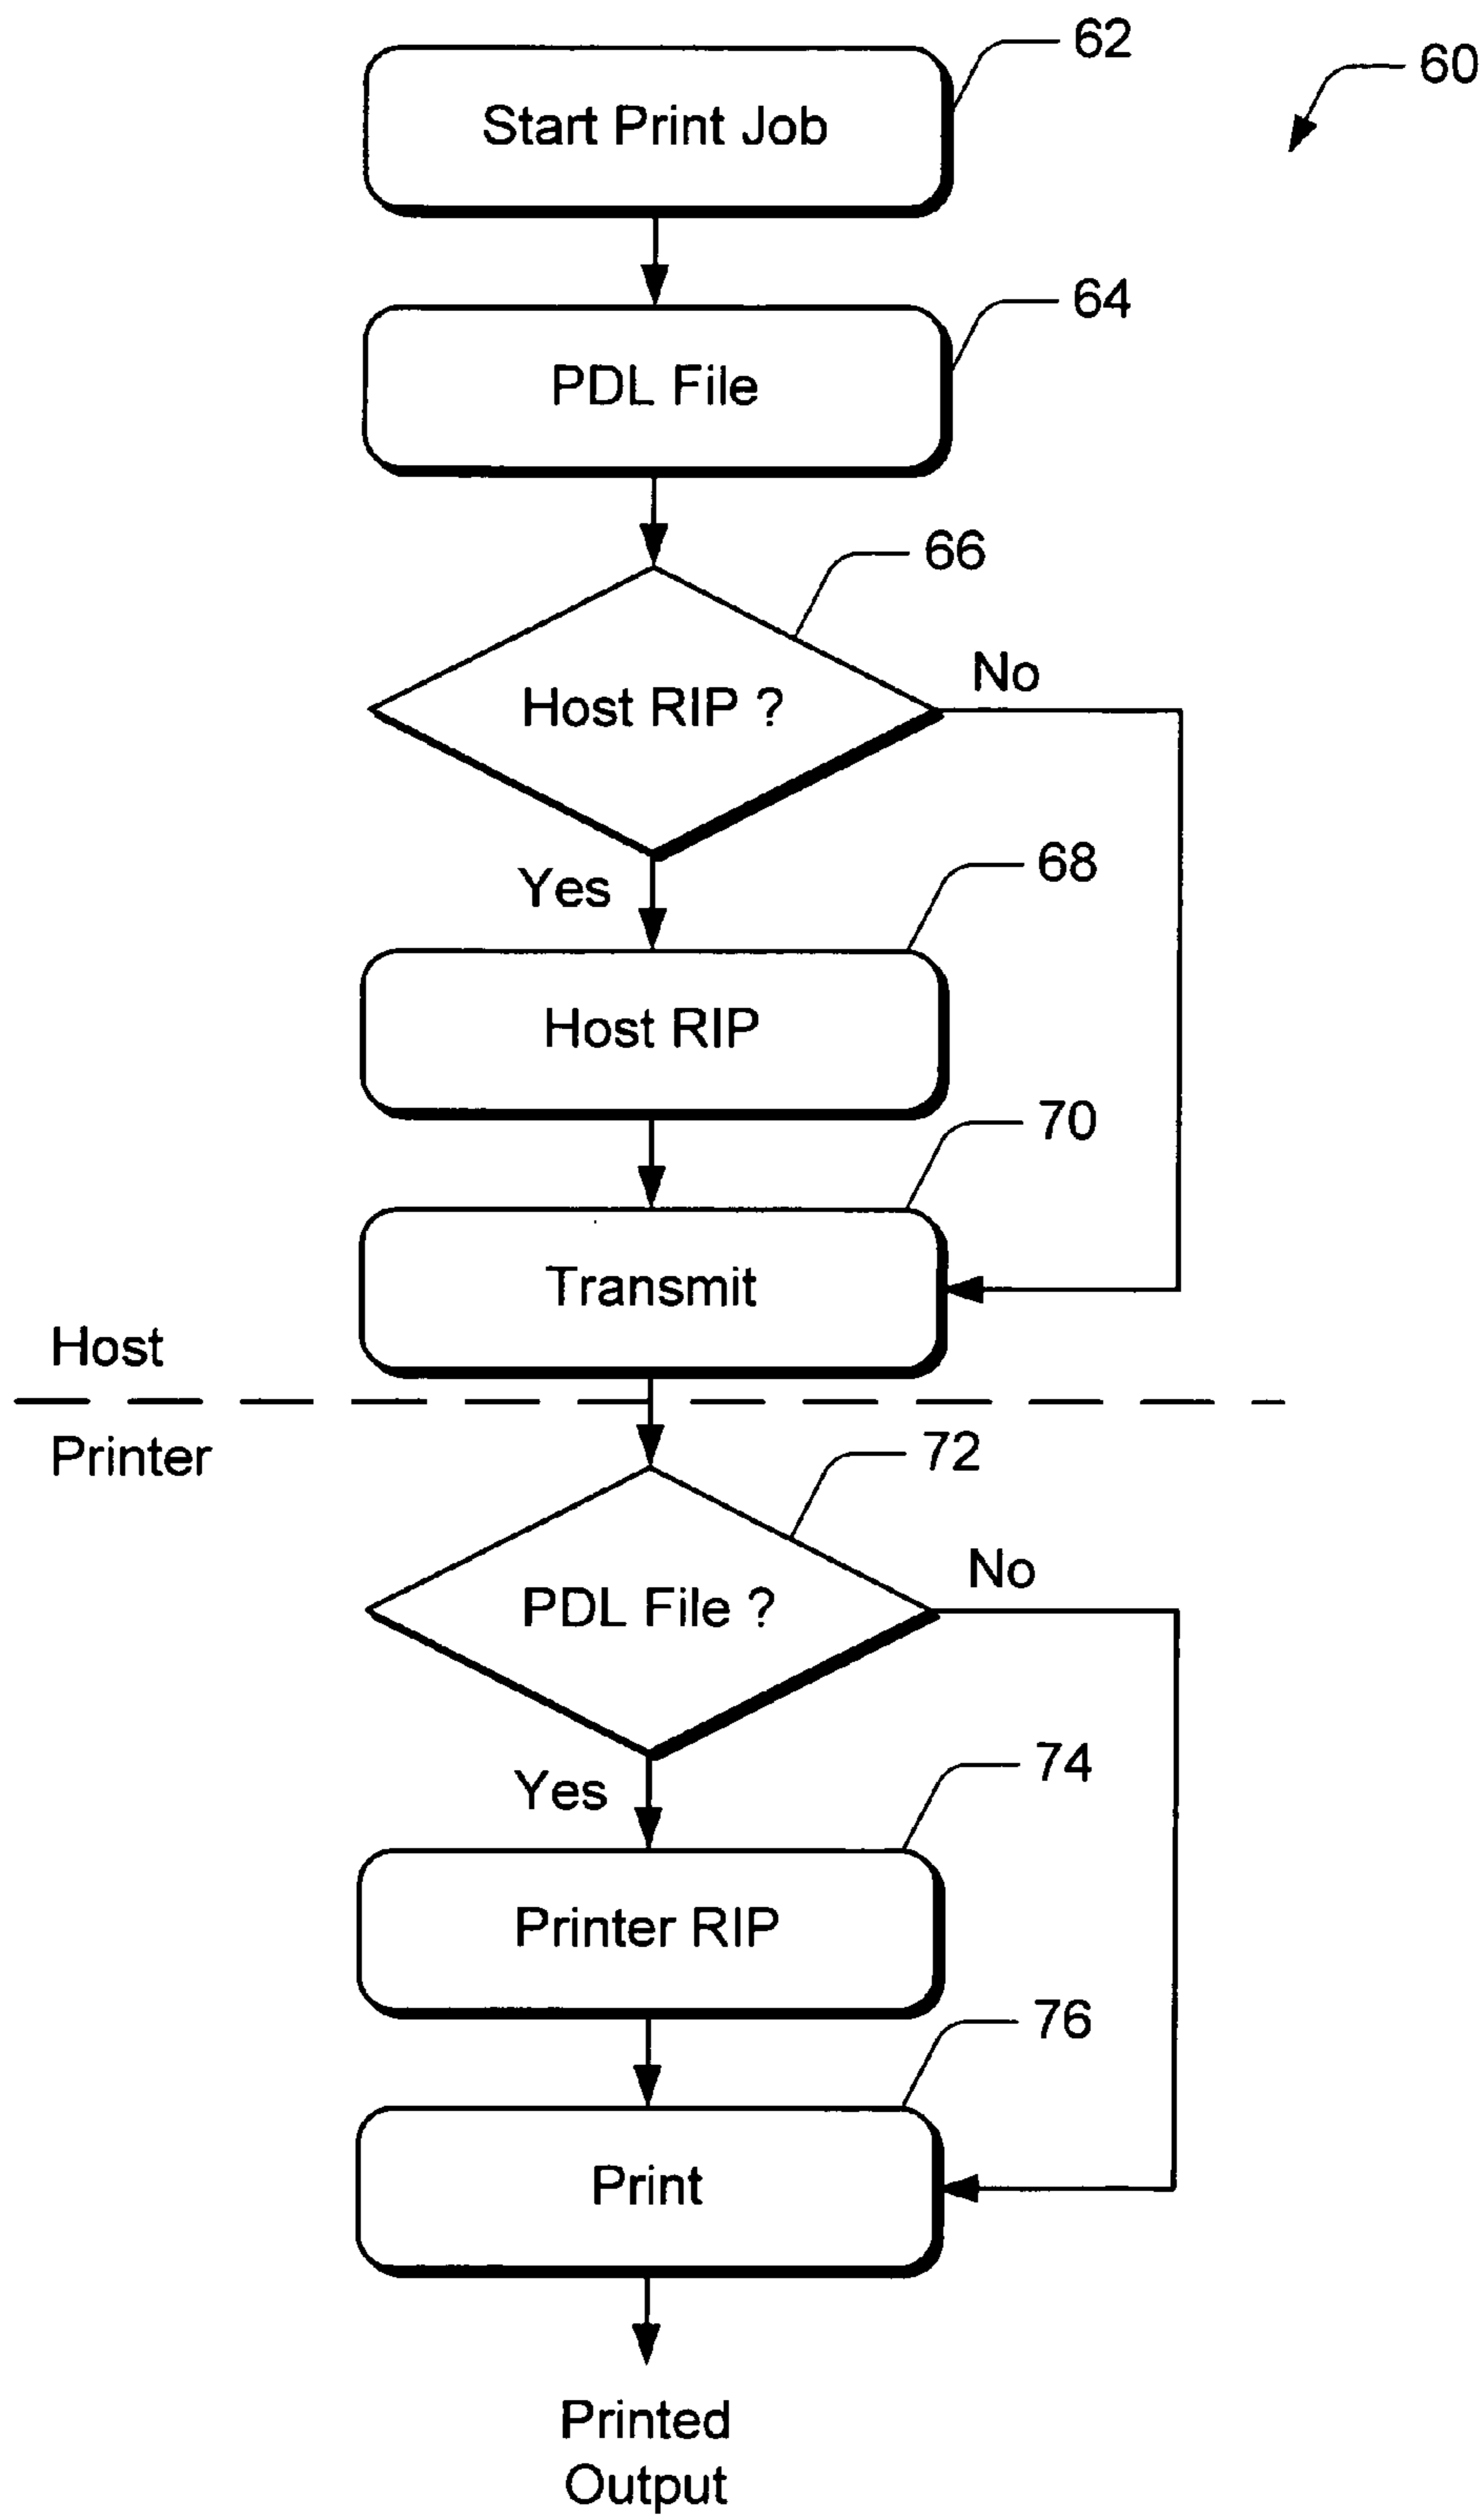 62
60
Start Print Job
64
PDL File
66
No
Host RIP ?
68
Yes
Host RIP
70
Transmit
Host
Printer
72
No
PDL File ?
74
Yes
Printer RIP
76
Print
Printed
Output